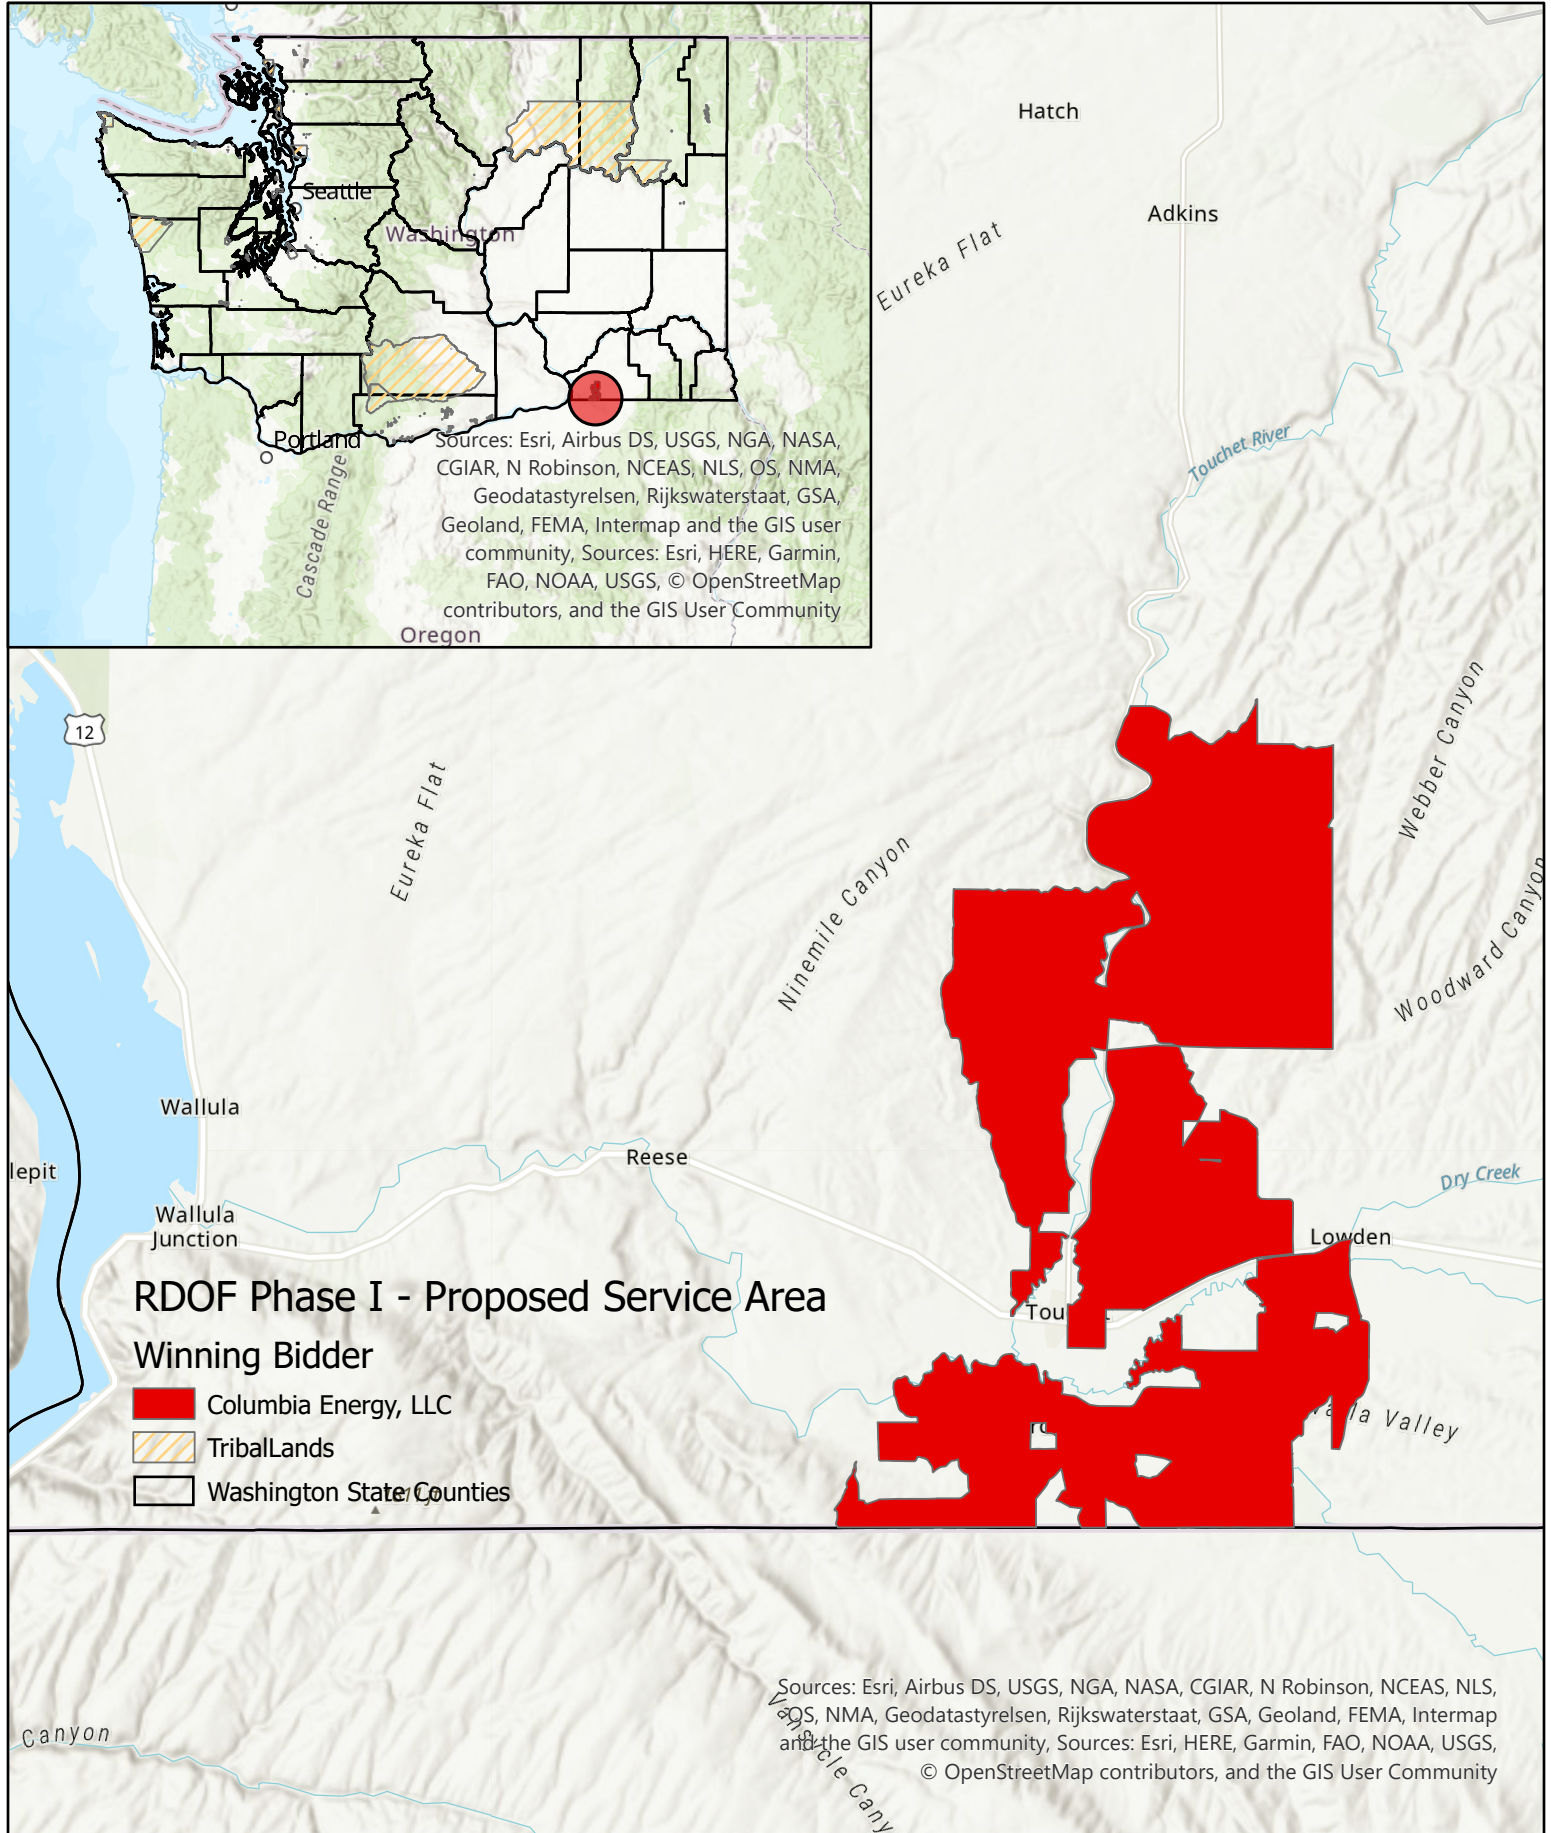 Seattle
Washington
Portland
Cascade Range
Oregon
Sources: Esri, Airbus DS, USGS, NGA, NASA,
CGIAR, N Robinson, NCEAS, NLS, OS, NMA,
Geodatastyrelsen, Rijkswaterstaat, GSA,
Geoland, FEMA, Intermap and the GIS user
community, Sources: Esri, HERE, Garmin,
FAO, NOAA, USGS, © OpenStreetMap
contributors, and the GIS User Community
Hatch
Adkins
Eureka Flat
Touchet River
12
Eureka Flat
Webber Canyon
Ninemile Canyon
Woodward Canyon
Wallula
Reese
lepit
Dry Creek
Wallula
Junction
Lowden
RDOF Phase I - Proposed Service Area
Tou
Winning Bidder
Columbia Energy, LLC
Valley
TribalLands
Washington State Counties
Sources: Esri, Airbus DS, USGS, NGA, NASA, CGIAR, N Robinson, NCEAS, NLS,
OS, NMA, Geodatastyrelsen, Rijkswaterstaat, GSA, Geoland, FEMA, Intermap
and the GIS user community, Sources: Esri, HERE, Garmin, FAO, NOAA, USGS,
© OpenStreetMap contributors, and the GIS User Community
Canyon
Vansycle Cany